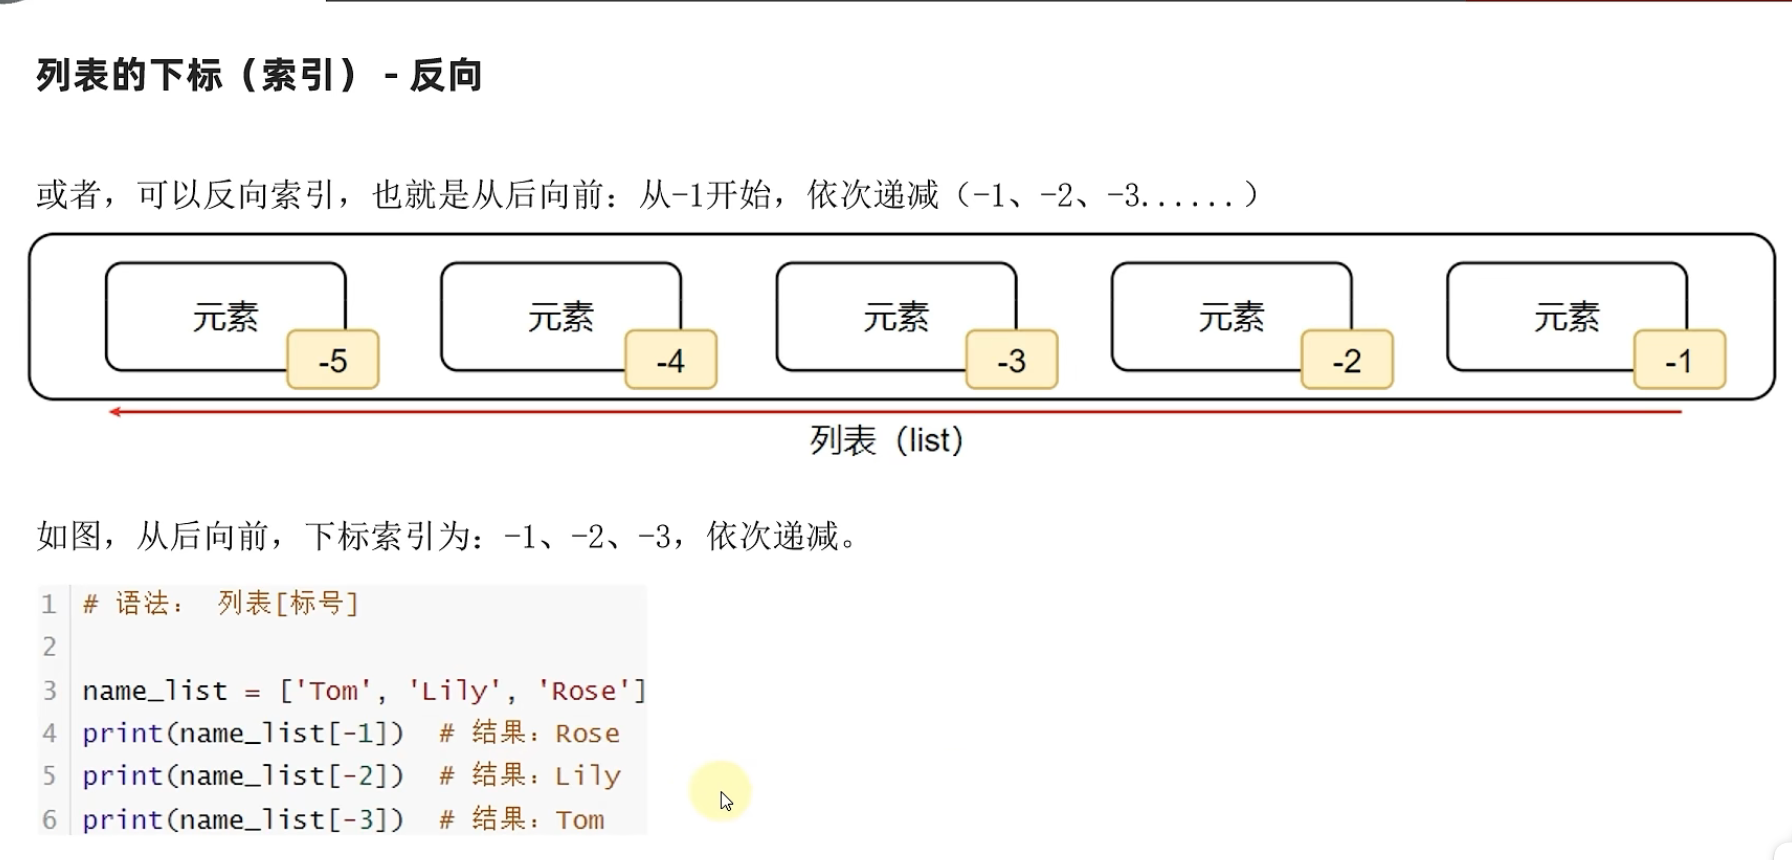 列表的下标（索引） - 反向
或者，可以反向索引，也就是从后向前：从-1开始，依次递减（-1、-2、-3......）
元素 元素 元素 元素 元素
-5 -4 -3 -2 -1
列表（list）
如图，从后向前，下标索引为：-1、-2、-3，依次递减。
1 # 语法： 列表[标号]
2
3 name_list = ['Tom', 'Lily', 'Rose']
4 print(name_list[-1])  # 结果：Rose
5 print(name_list[-2])  # 结果：Lily
6 print(name_list[-3])  # 结果：Tom